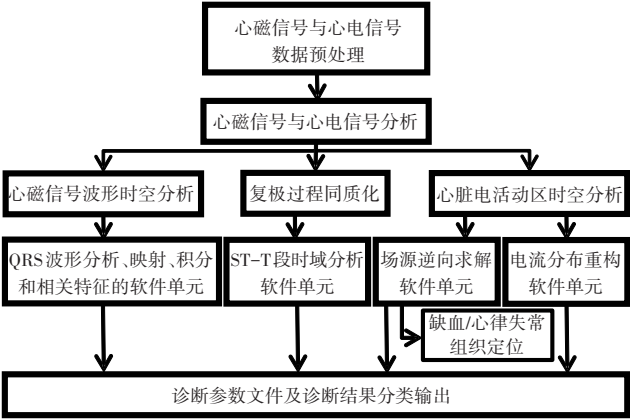 心磁信号与心电信号
数据预处理
心磁信号与心电信号分析
心磁信号波形时空分析
复极过程同质化
心脏电活动区时空分析
QRS波形分析、映射、积分
和相关特征的软件单元
ST-T段时域分析
软件单元
场源逆向求解
软件单元
电流分布重构
软件单元
缺血/心律失常
组织定位
诊断参数文件及诊断结果分类输出